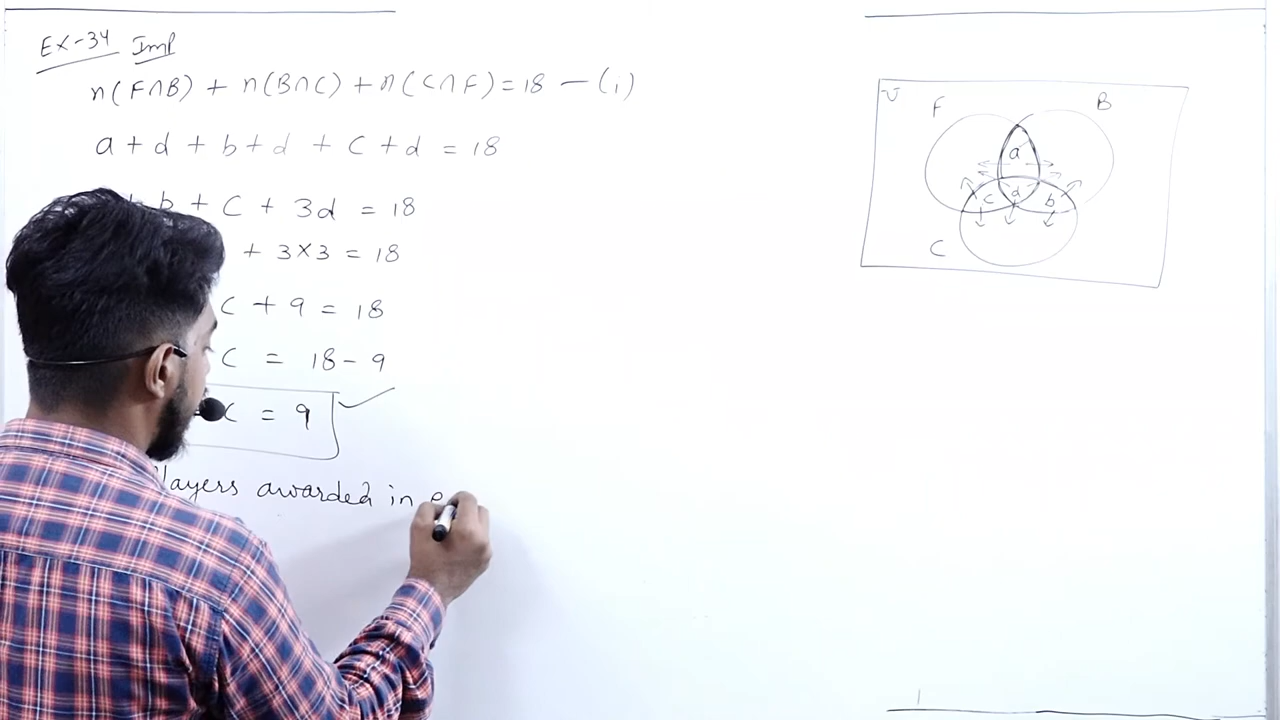 Ex-34 Imp
n(F∩B) + n(B∩C) + n(C∩F) = 18 — (i)
a + d + b + d + c + d = 18
+ b + c + 3d = 18
+ 3×3 = 18
c + 9 = 18
c = 18 - 9
c = 9
layers awarded in
U
F
B
a
c
d
b
C